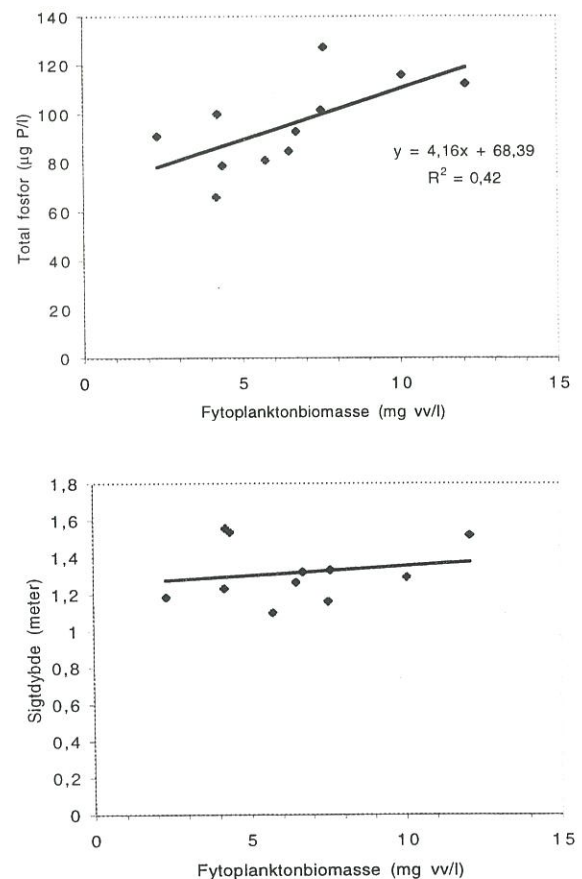 140
120
100
80
60
40
20
0
Total fosfor (µg P/l)
y = 4,16x + 68,39
R² = 0,42
0 5 10 15
Fytoplanktonbiomasse (mg vv/l)
1,8
1,6
1,4
1,2
1
0,8
0,6
0,4
0,2
0
Sigtdybde (meter)
0 5 10 15
Fytoplanktonbiomasse (mg vv/l)